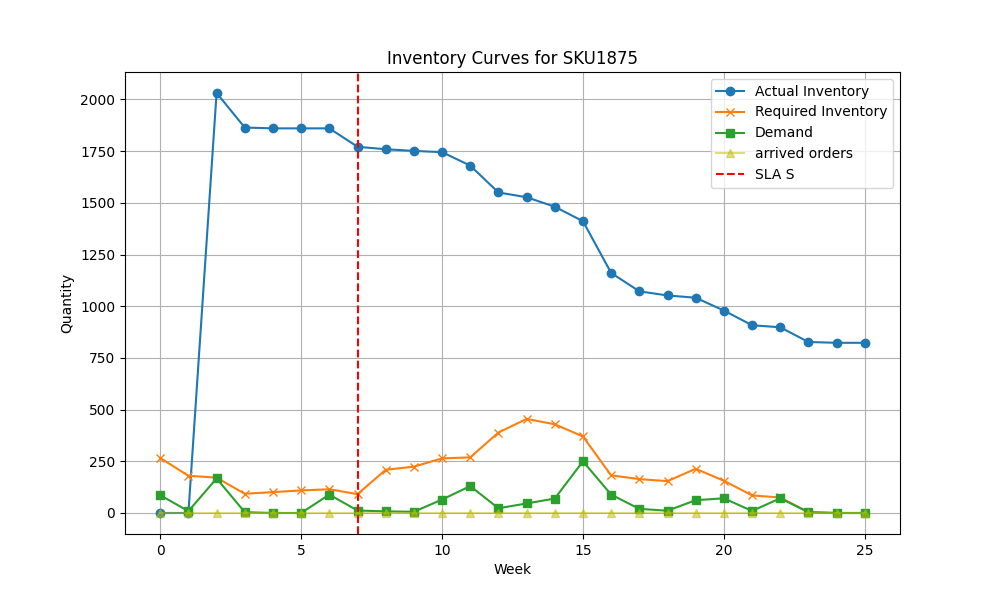 Inventory Curves for SKU1875
Actual Inventory
Required Inventory
Demand
arrived orders
SLA S
Quantity
2000
1750
1500
1250
1000
750
500
250
0
0 5 10 15 20 25
Week